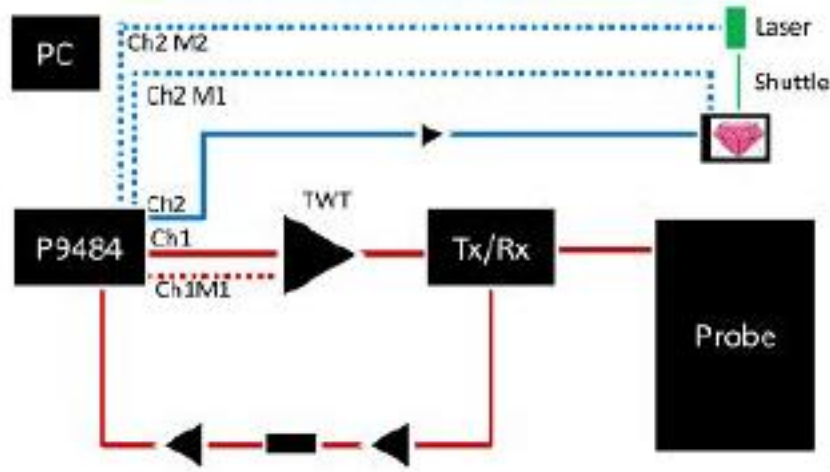 Laser
PC
Ch2 M2
Shuttle
Ch2 M1
Ch2
TWT
P9484
Ch1
Tx/Rx
Ch1M1
Probe